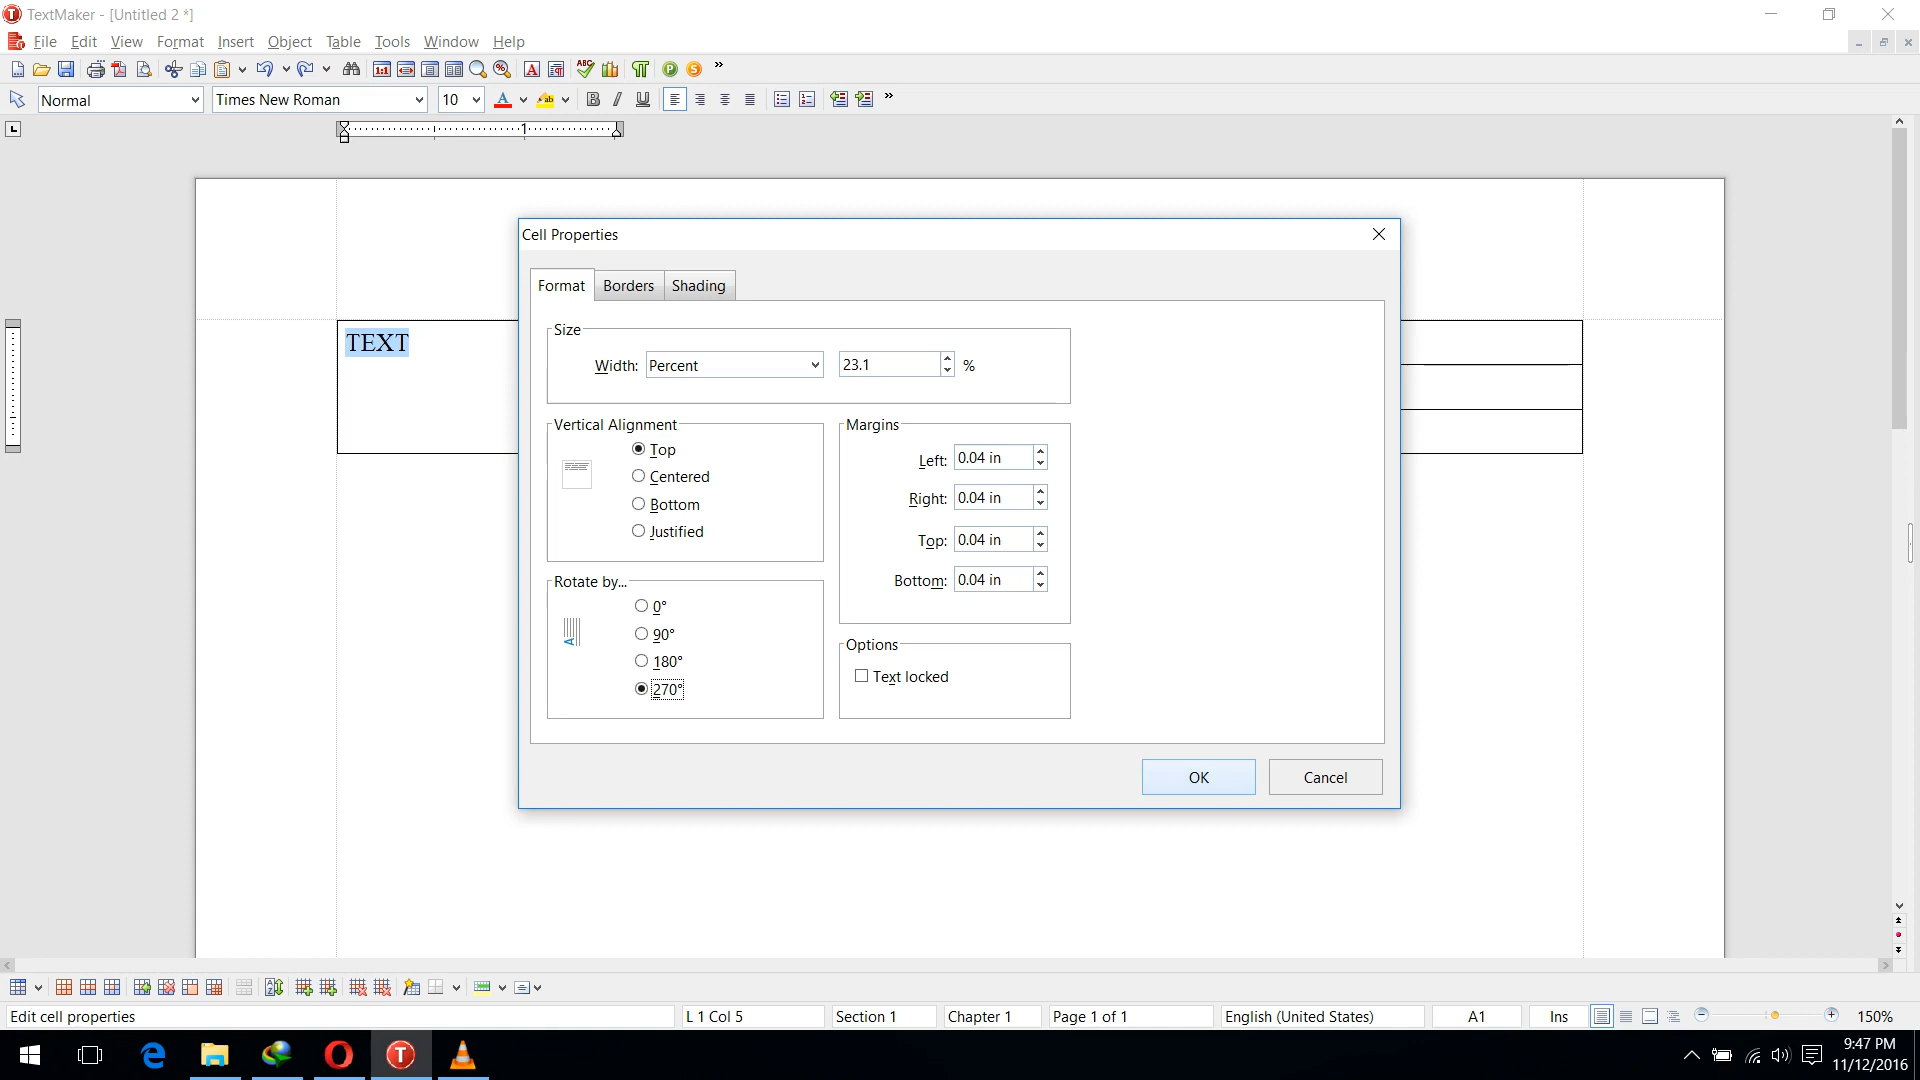 TextMaker - [Untitled 2 *]
File Edit View Format Insert Object Table Tools Window Help
Normal Times New Roman 10
1
TEXT
Cell Properties
Format Borders Shading
Size
Width: Percent 23.1 %
Vertical Alignment
Top
Centered
Bottom
Justified
Margins
Left: 0.04 in
Right: 0.04 in
Top: 0.04 in
Bottom: 0.04 in
Rotate by...
0°
90°
180°
270°
Options
Text locked
OK Cancel
Edit cell properties L 1 Col 5 Section 1 Chapter 1 Page 1 of 1 English (United States) A1 Ins 150%
9:47 PM
11/12/2016